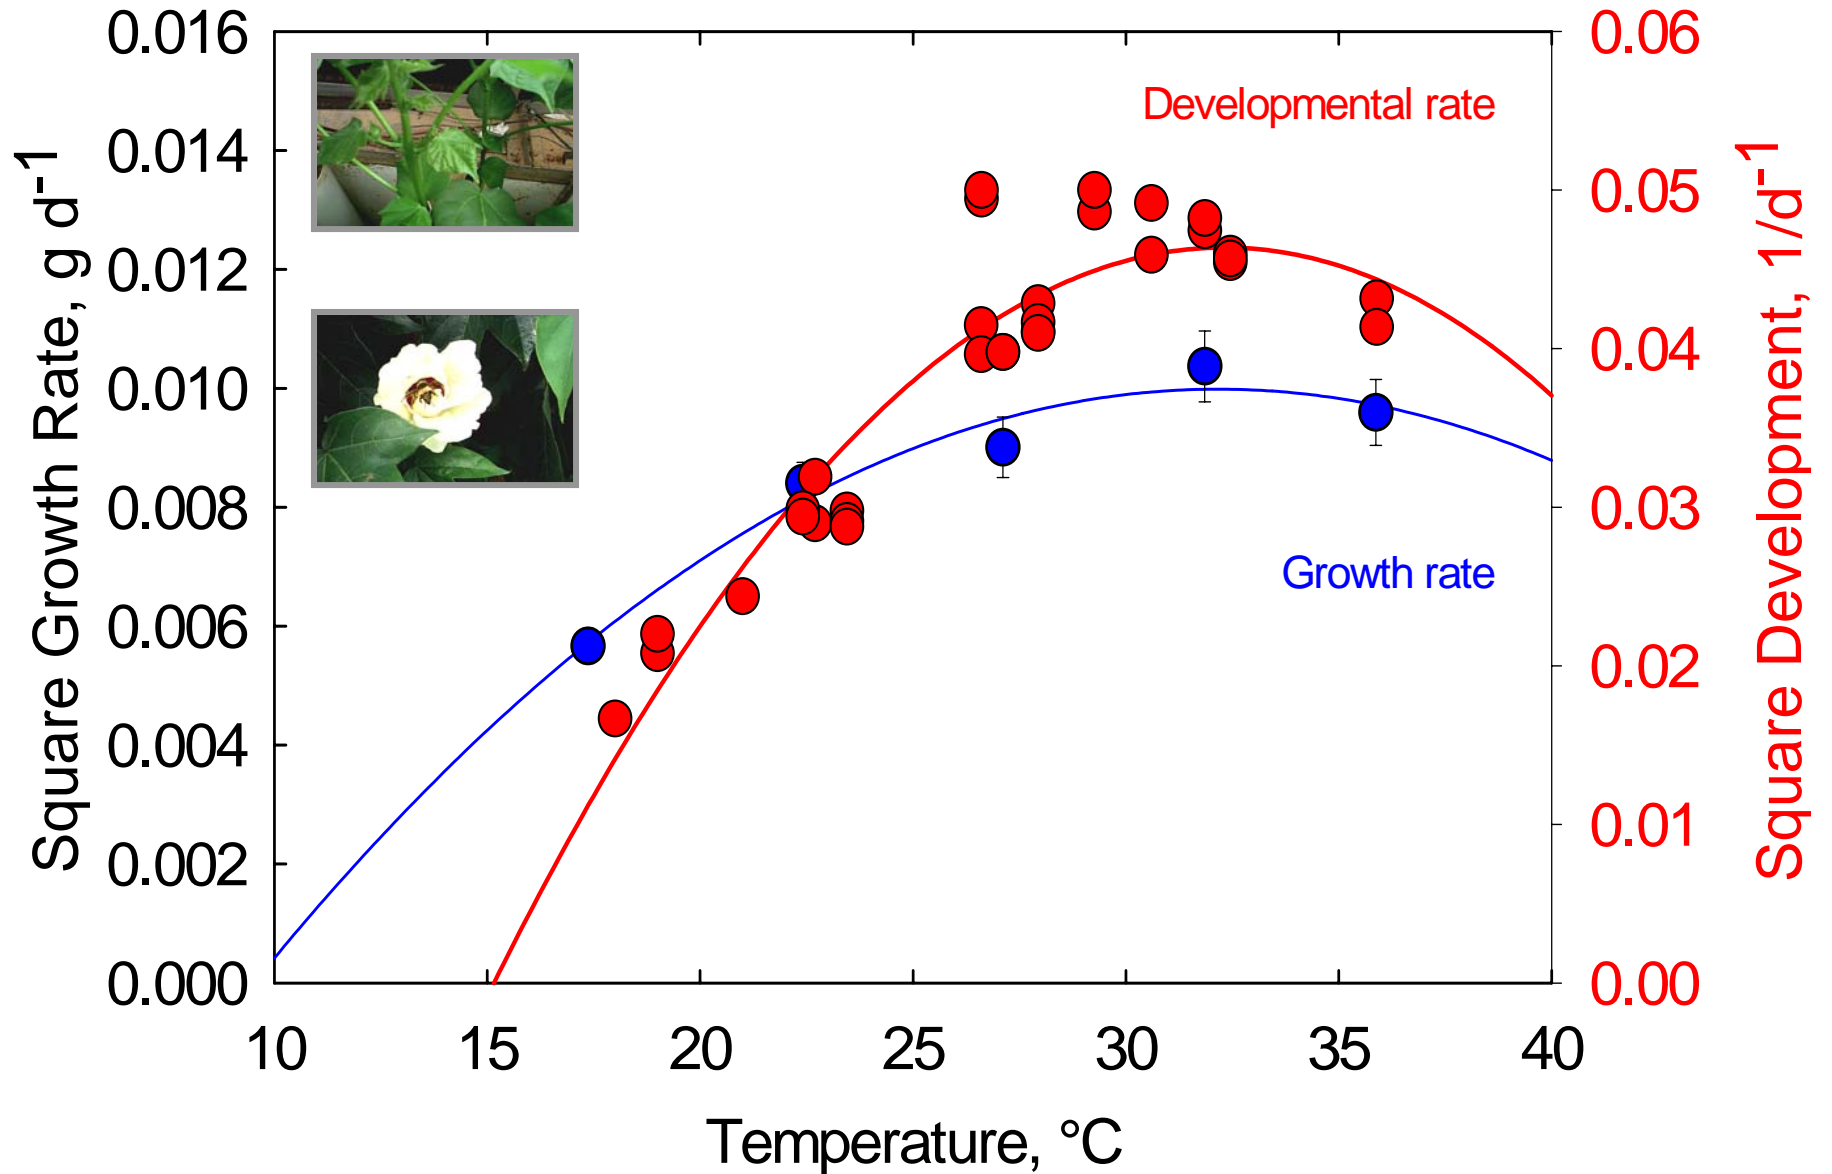 0.016
0.014
0.012
0.010
0.008
0.006
0.004
0.002
0.000
Square Growth Rate, g d-1
Developmental rate
Growth rate
0.06
0.05
0.04
0.03
0.02
0.01
0.00
Square Development, 1/d-1
10 15 20 25 30 35 40
Temperature, °C